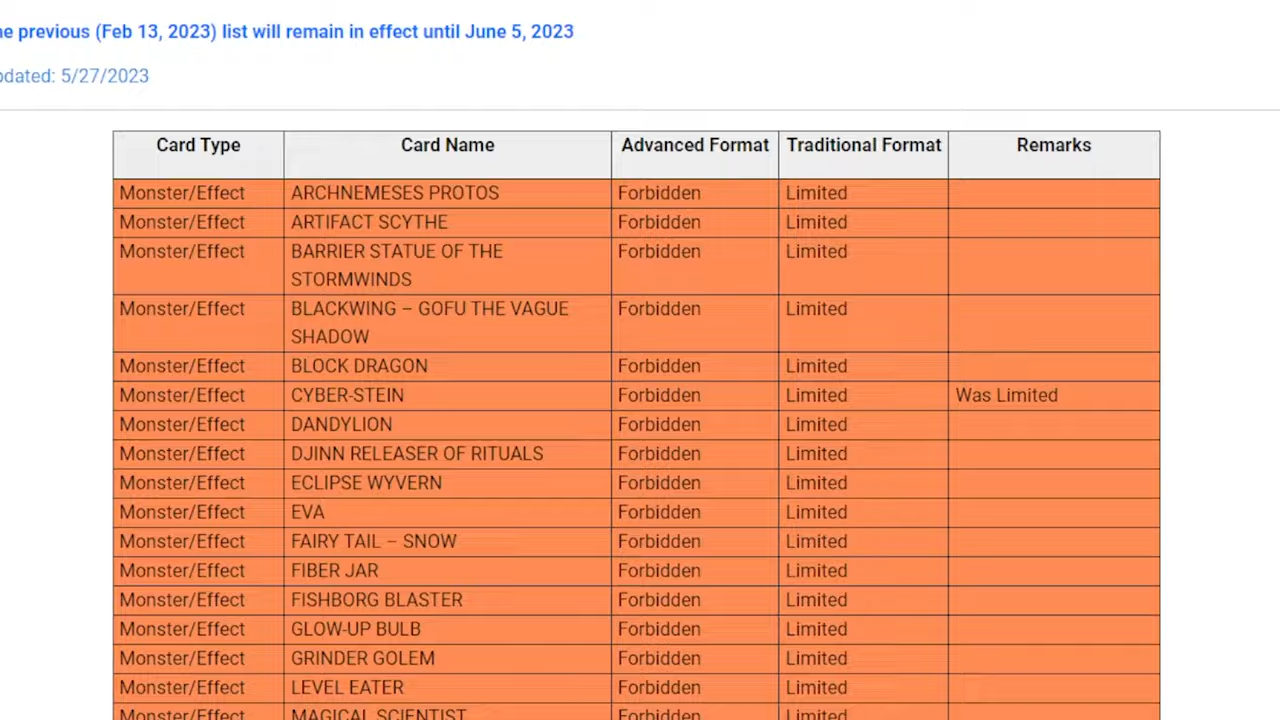 he previous (Feb 13, 2023) list will remain in effect until June 5, 2023
pdated: 5/27/2023
Card Type Card Name Advanced Format Traditional Format Remarks
Monster/Effect ARCHNEMESES PROTOS Forbidden Limited
Monster/Effect ARTIFACT SCYTHE Forbidden Limited
Monster/Effect BARRIER STATUE OF THE Forbidden Limited
STORMWINDS
Monster/Effect BLACKWING – GOFU THE VAGUE Forbidden Limited
SHADOW
Monster/Effect BLOCK DRAGON Forbidden Limited
Monster/Effect CYBER-STEIN Forbidden Limited Was Limited
Monster/Effect DANDYLION Forbidden Limited
Monster/Effect DJINN RELEASER OF RITUALS Forbidden Limited
Monster/Effect ECLIPSE WYVERN Forbidden Limited
Monster/Effect EVA Forbidden Limited
Monster/Effect FAIRY TAIL – SNOW Forbidden Limited
Monster/Effect FIBER JAR Forbidden Limited
Monster/Effect FISHBORG BLASTER Forbidden Limited
Monster/Effect GLOW-UP BULB Forbidden Limited
Monster/Effect GRINDER GOLEM Forbidden Limited
Monster/Effect LEVEL EATER Forbidden Limited
Monster/Effect MAGICAL SCIENTIST Forbidden Limited